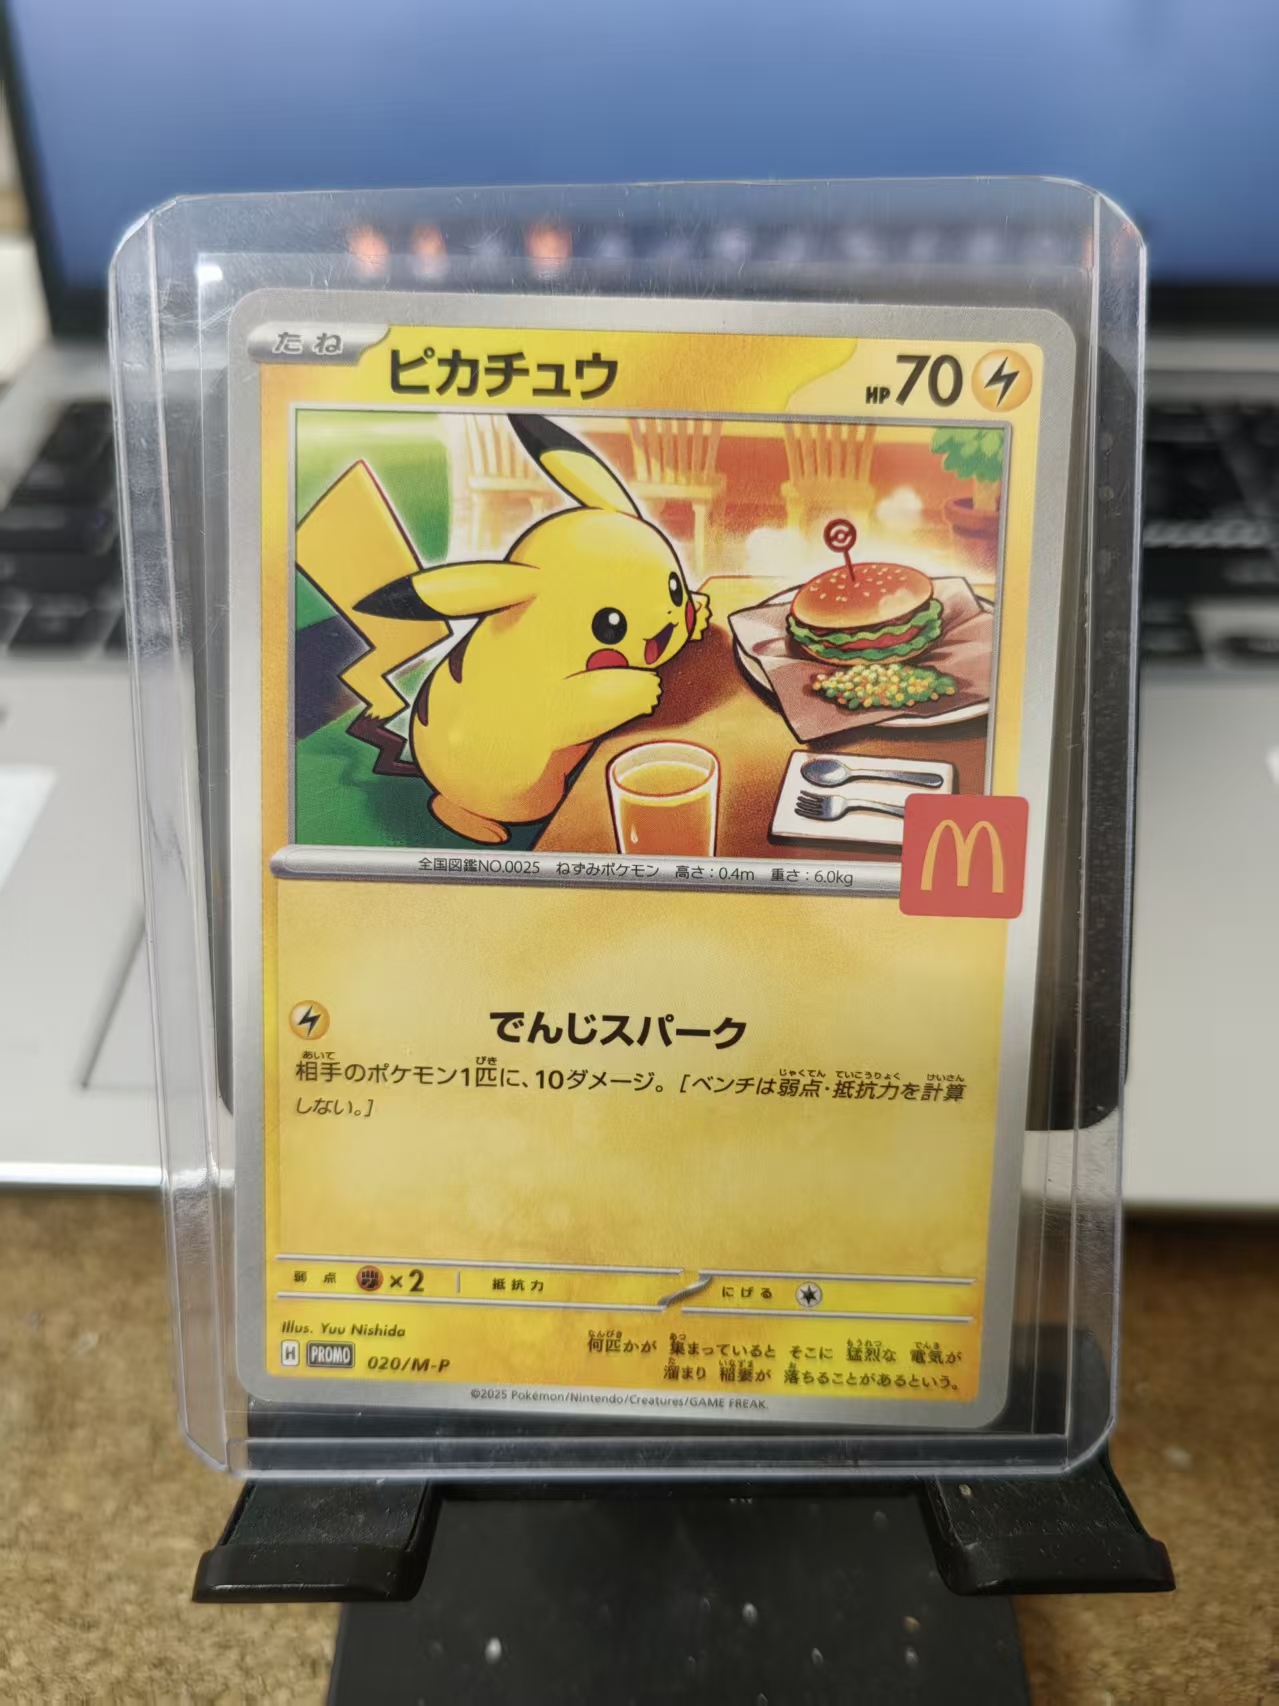 たね
ピカチュウ
HP 70
M
全国図鑑NO.0025 ねずみポケモン 高さ:0.4m 重さ:6.0kg
でんじスパーク
相手のポケモン1匹に、10ダメージ。[ベンチは弱点・抵抗力を計算
しない。]
弱点 ×2 抵抗力 にげる
Illus. Yuu Nishida
H PROMO 020/M-P
何匹かが 集まっていると そこに 猛烈な 電気が
溜まり 稲妻が 落ちることがあるという。
©2025 Pokémon/Nintendo/Creatures/GAME FREAK.